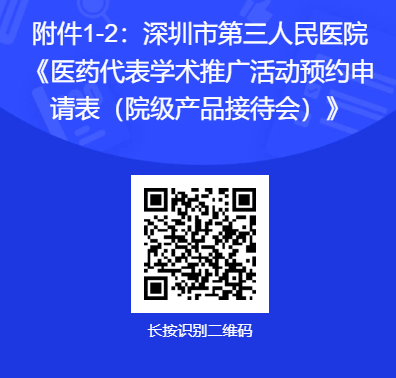 附件1-2：深圳市第三人民医院
《医药代表学术推广活动预约申
请表（院级产品接待会）》
长按识别二维码